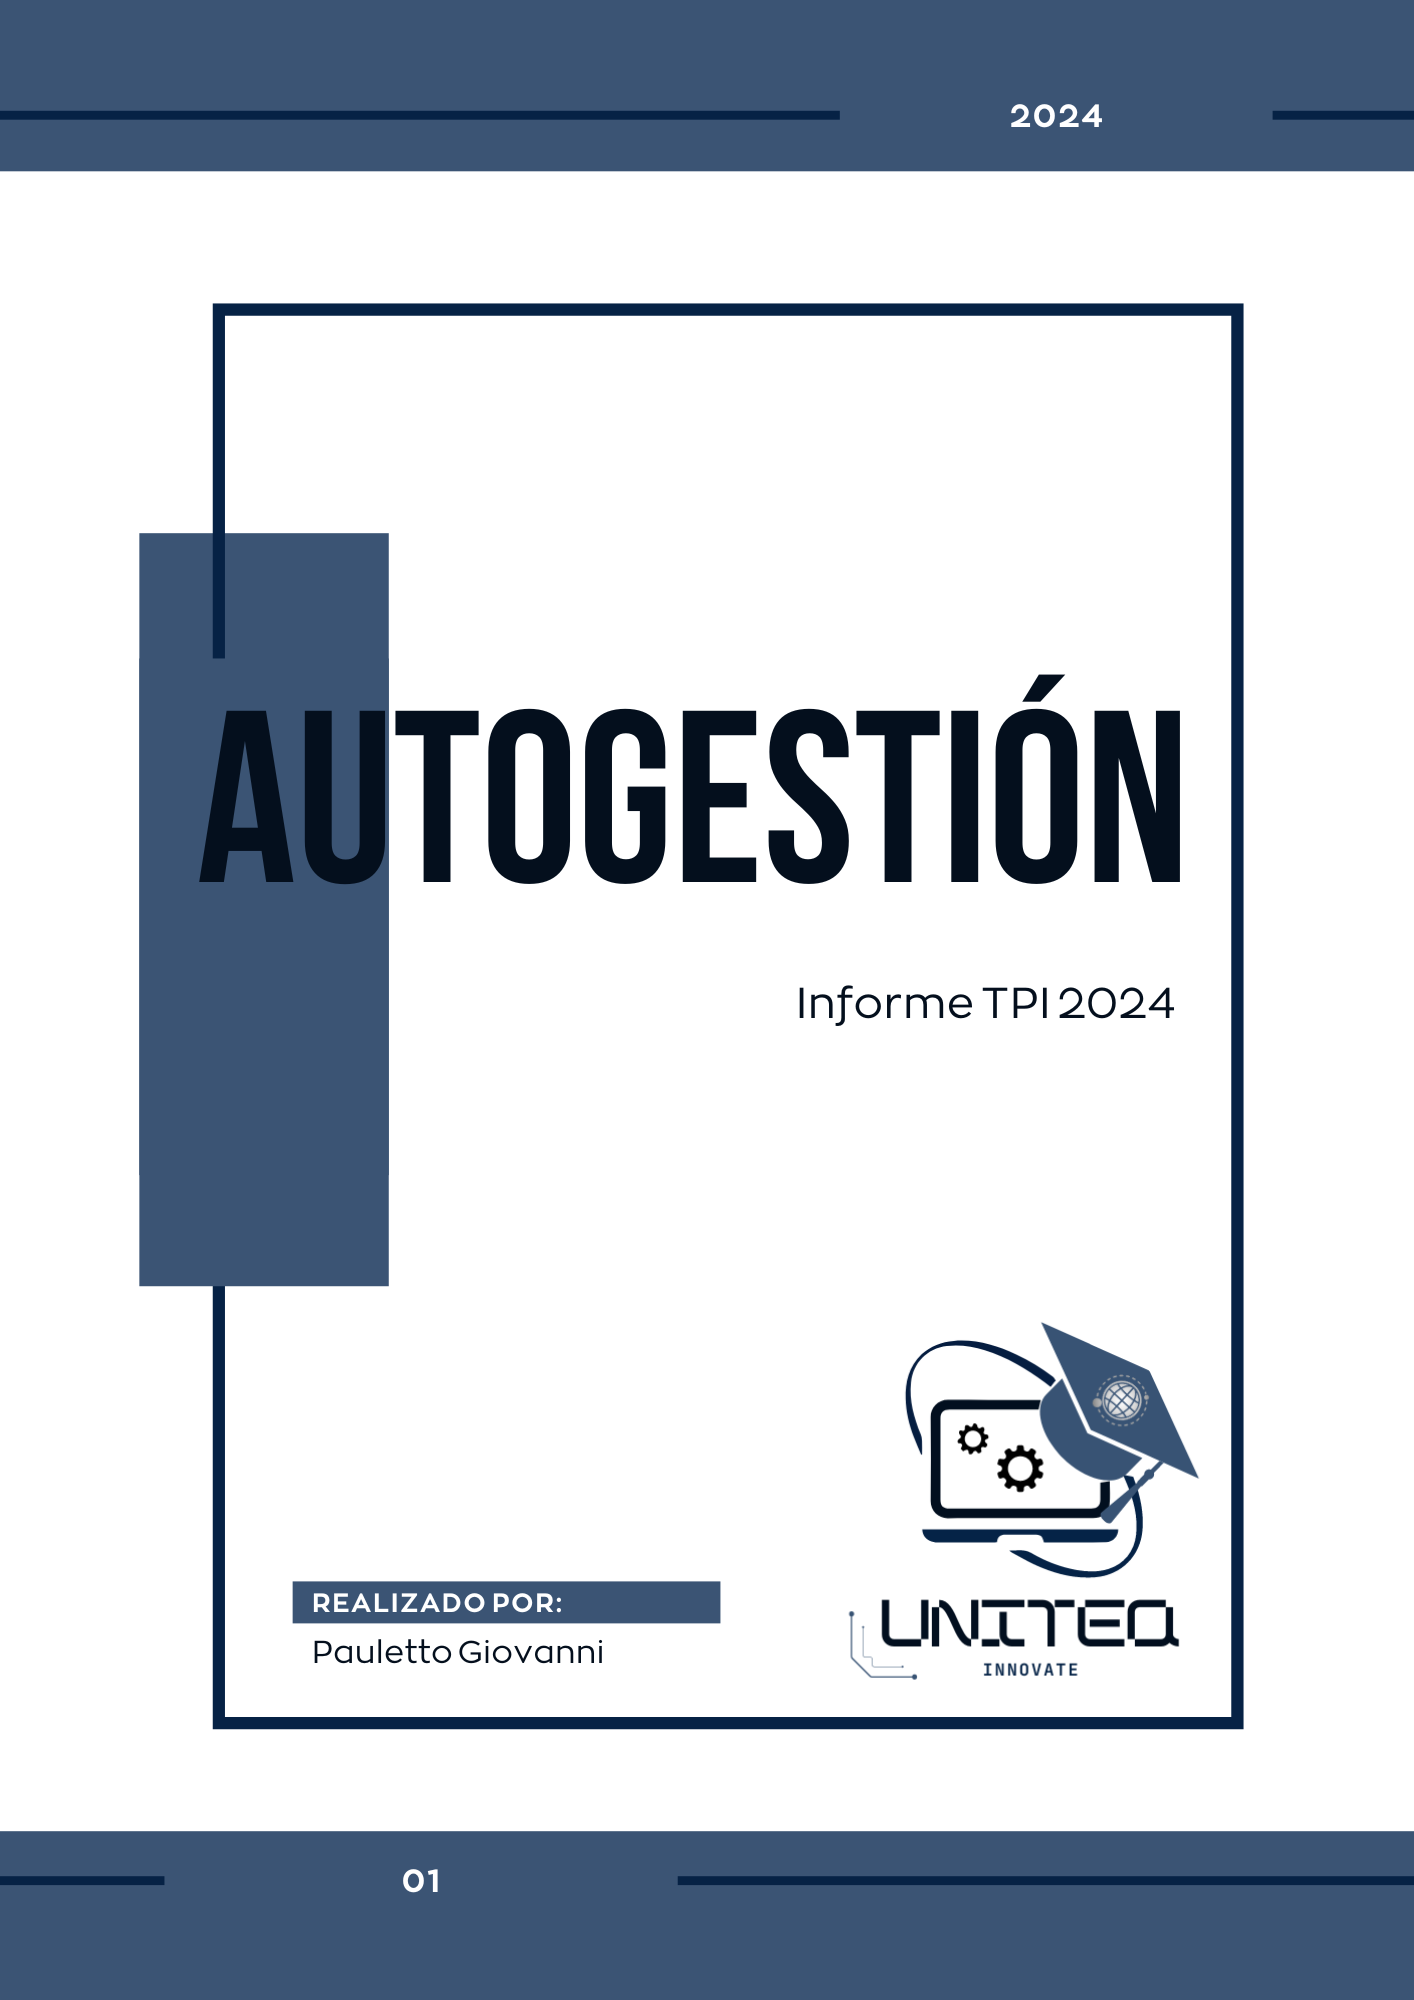 2024
AUTOGESTIÓN
Informe TPI 2024
REALIZADO POR:
Pauletto Giovanni
UNITEQ
INNOVATE
01